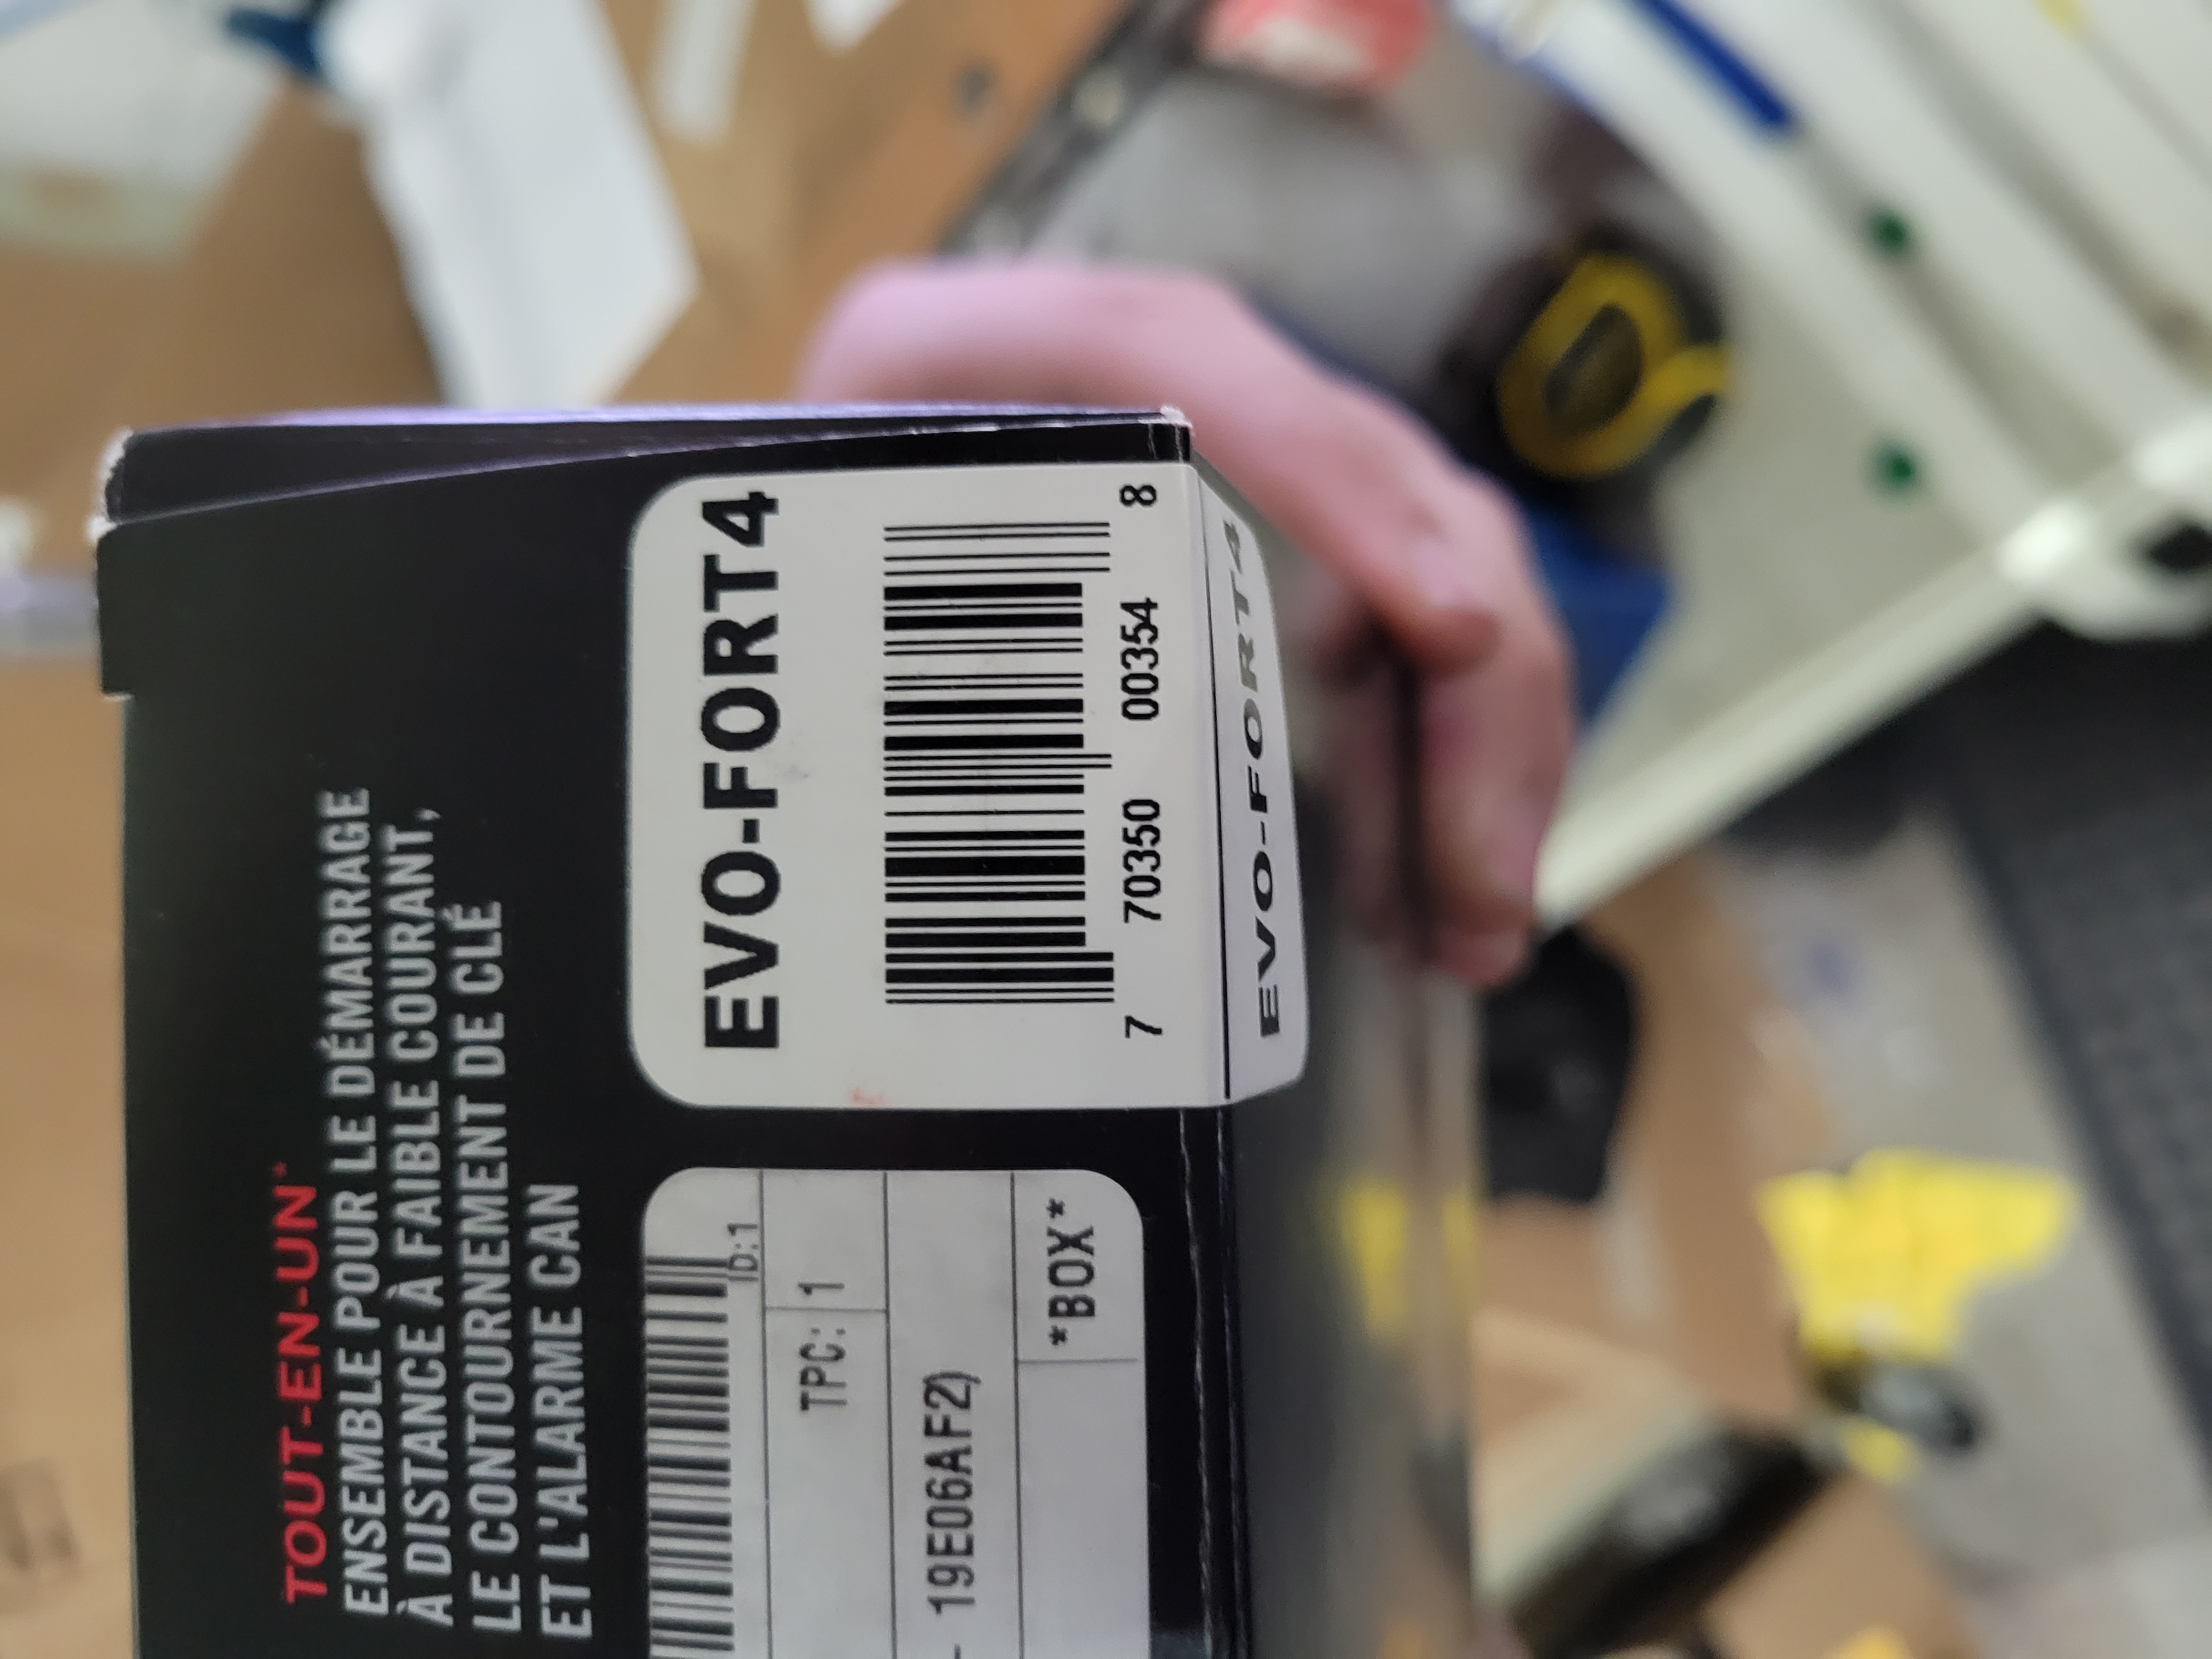 TOUT-EN-UN*
ENSEMBLE POUR LE DÉMARRAGE
À DISTANCE À FAIBLE COURANT,
LE CONTOURNEMENT DE CLÉ
ET L'ALARME CAN
EVO-FORT4
7 70350 00354 8
EVO-FORT4
ID:1
TPC: 1
- 19E06AF2)
*BOX*